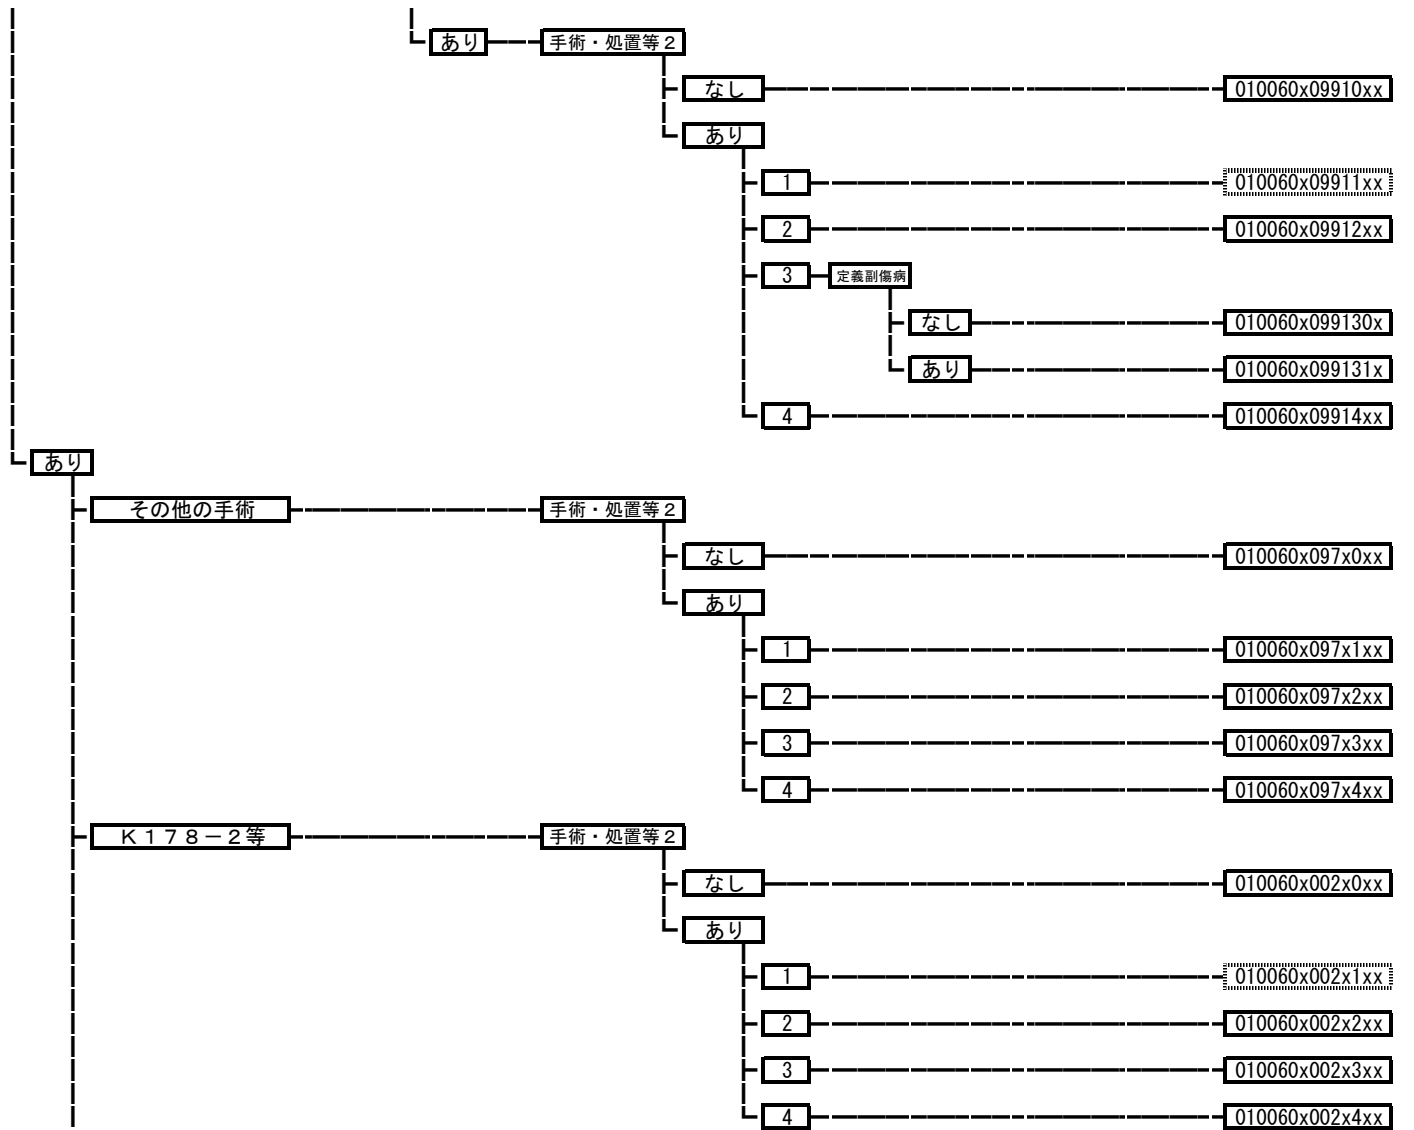 あり 手術・処置等２
なし 010060x09910xx
あり
1 010060x09911xx
2 010060x09912xx
3 定義副傷病
なし 010060x099130x
あり 010060x099131x
4 010060x09914xx
あり
その他の手術 手術・処置等２
なし 010060x097x0xx
あり
1 010060x097x1xx
2 010060x097x2xx
3 010060x097x3xx
4 010060x097x4xx
Ｋ１７８－２等 手術・処置等２
なし 010060x002x0xx
あり
1 010060x002x1xx
2 010060x002x2xx
3 010060x002x3xx
4 010060x002x4xx